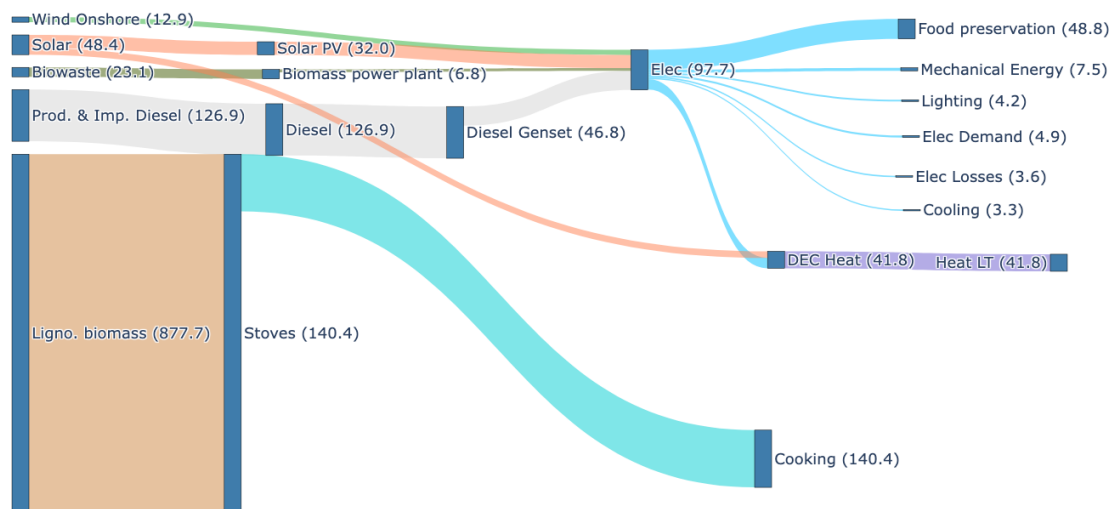 Wind Onshore (12.9)
Solar (48.4)
Solar PV (32.0)
Biowaste (23.1)
Biomass power plant (6.8)
Prod. & Imp. Diesel (126.9)
Diesel (126.9)
Diesel Genset (46.8)
Elec (97.7)
Food preservation (48.8)
Mechanical Energy (7.5)
Lighting (4.2)
Elec Demand (4.9)
Elec Losses (3.6)
Cooling (3.3)
DEC Heat (41.8)
Heat LT (41.8)
Ligno. biomass (877.7)
Stoves (140.4)
Cooking (140.4)